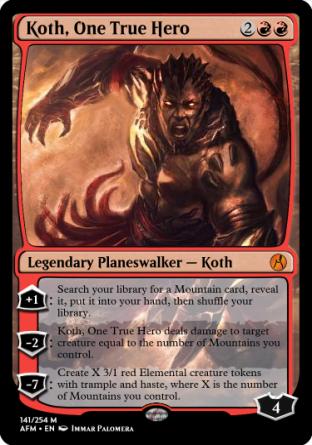 Koth, One True Hero 2
Legendary Planeswalker — Koth
+1: Search your library for a Mountain card, reveal
it, put it into your hand, then shuffle your
library.
-2: Koth, One True Hero deals damage to target
creature equal to the number of Mountains you
control.
-7: Create X 3/1 red Elemental creature tokens
with trample and haste, where X is the
number of Mountains you control.
4
141/254 M
AFM • EN Immar Palomera